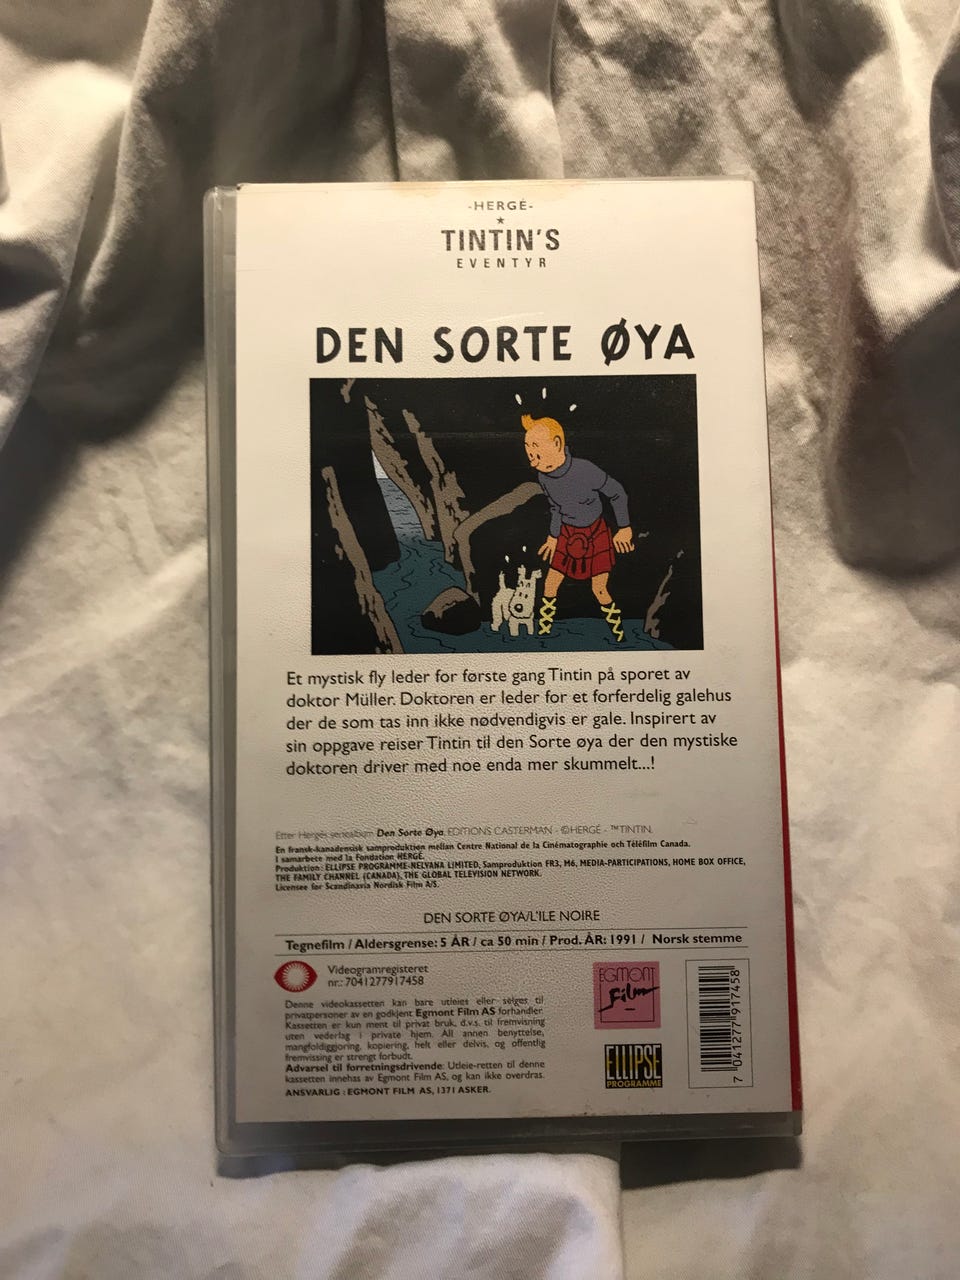 -HERGÉ-
TINTIN'S
EVENTYR
DEN SORTE ØYA
Et mystisk fly leder for første gang Tintin på sporet av
doktor Müller. Doktoren er leder for et forferdelig galehus
der de som tas inn ikke nødvendigvis er gale. Inspirert av
sin oppgave reiser Tintin til den Sorte øya der den mystiske
doktoren driver med noe enda mer skummelt...!
Etter Hergés seriealbum Den Sorte Øya, EDITIONS CASTERMAN - ©HERGÉ - ™TINTIN.
En fransk-kanadensisk samproduktion mellan Centre National de la Cinématographie och Téléfilm Canada.
I samarbete med la Fondation HERGÉ.
Produktion: ELLIPSE PROGRAMME-NELVANA LIMITED, Samproduktion FR3, M6, MEDIA-PARTICIPATIONS, HOME BOX OFFICE,
THE FAMILY CHANNEL (CANADA), THE GLOBAL TELEVISION NETWORK.
Licensee for Scandinavia Nordisk Film A/S.
DEN SORTE ØYA/L'ILE NOIRE
Tegnefilm / Aldersgrense: 5 ÅR / ca 50 min / Prod. ÅR: 1991 / Norsk stemme
Videogramregisteret
nr.: 7041277917458
Denne videokassetten kan bare utleies eller selges til
privatpersoner av en godkjent Egmont Film AS forhandler.
Kassetten er kun ment til privat bruk, d.v.s. til fremvisning
uten vederlag i private hjem. All annen benyttelse,
mangfoldiggjøring, kopiering, helt eller delvis, og offentlig
fremvissing er strengt forbudt.
Advarsel til forretningsdrivende: Utleie-retten til denne
kassetten innehas av Egmont Film AS, og kan ikke overdras.
ANSVARLIG : EGMONT FILM AS, 1371 ASKER.
EGMONT
Film
ELLIPSE
PROGRAMME
7 041277 917458